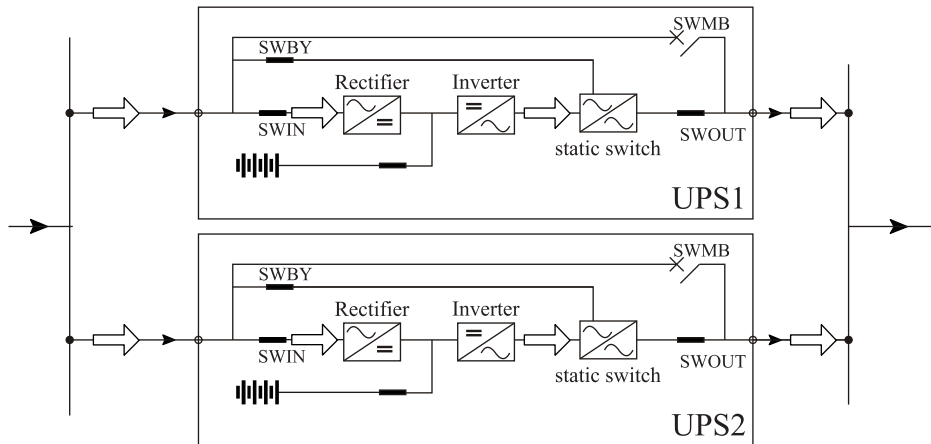 SWMB
SWBY
Rectifier
Inverter
SWIN
SWOUT
static switch
UPS1
SWMB
SWBY
Rectifier
Inverter
SWIN
SWOUT
static switch
UPS2